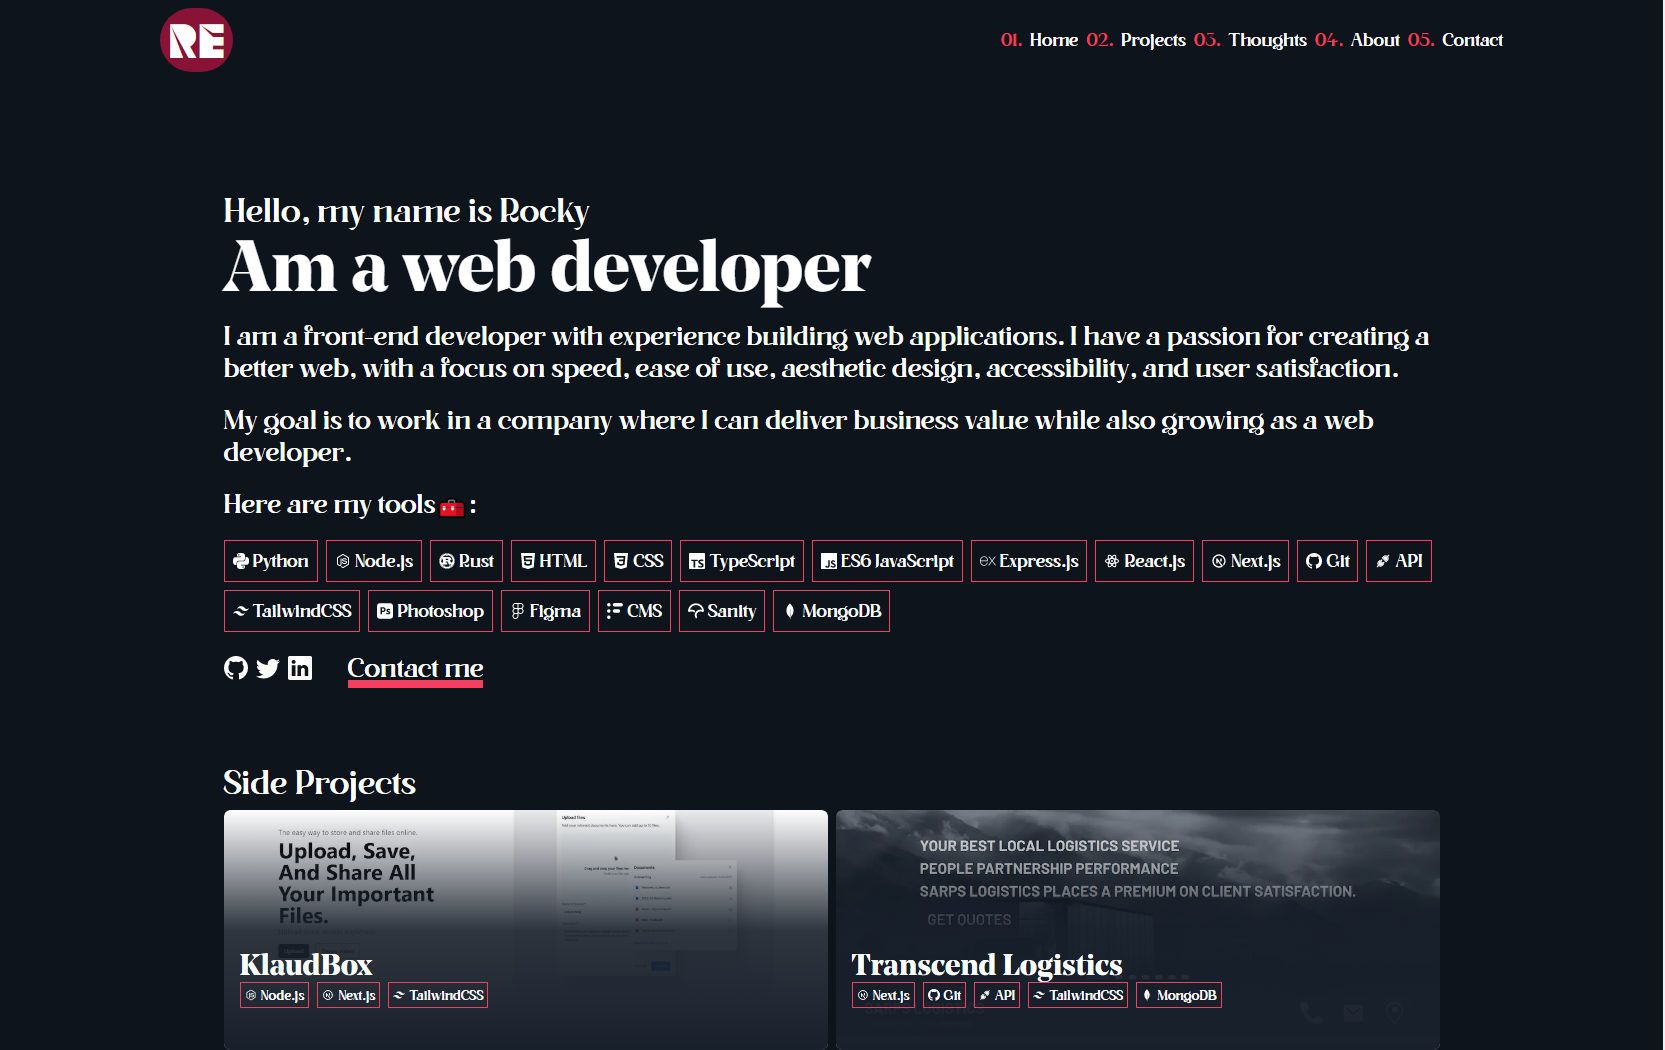 RE
01. Home 02. Projects 03. Thoughts 04. About 05. Contact
Hello, my name is Rocky
Am a web developer
I am a front-end developer with experience building web applications. I have a passion for creating a
better web, with a focus on speed, ease of use, aesthetic design, accessibility, and user satisfaction.
My goal is to work in a company where I can deliver business value while also growing as a web
developer.
Here are my tools🧰:
Python Node.js Rust HTML CSS TypeScript ES6 JavaScript Express.js React.js Next.js Git API
TailwindCSS Photoshop Figma CMS Sanity MongoDB
Contact me
Side Projects
The easy way to store and share files online.
Upload, Save,
And Share All
Your Important
Files.
Upload files
Documents
KlaudBox
Node.js Next.js TailwindCSS
YOUR BEST LOCAL LOGISTICS SERVICE
PEOPLE PARTNERSHIP PERFORMANCE
SARPS LOGISTICS PLACES A PREMIUM ON CLIENT SATISFACTION.
GET QUOTES
Transcend Logistics
Next.js Git API TailwindCSS MongoDB
SARPS LOGISTICS